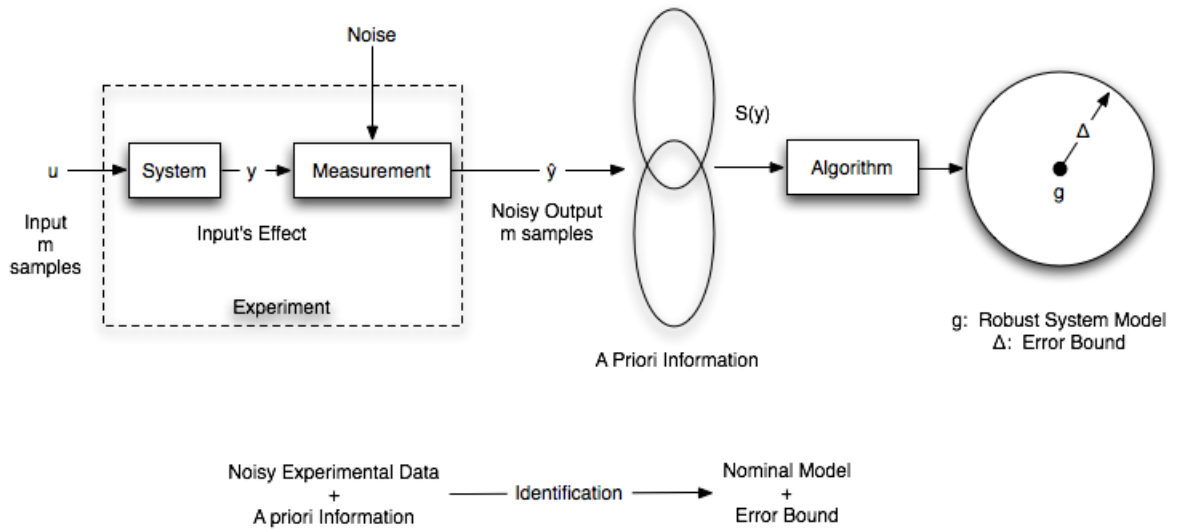 Noise
u
System
y
Measurement
ŷ
S(y)
Algorithm
Δ
g
Input
m
samples
Input's Effect
Noisy Output
m samples
Experiment
A Priori Information
g: Robust System Model
Δ: Error Bound
Noisy Experimental Data
+
A priori Information
Identification
Nominal Model
+
Error Bound